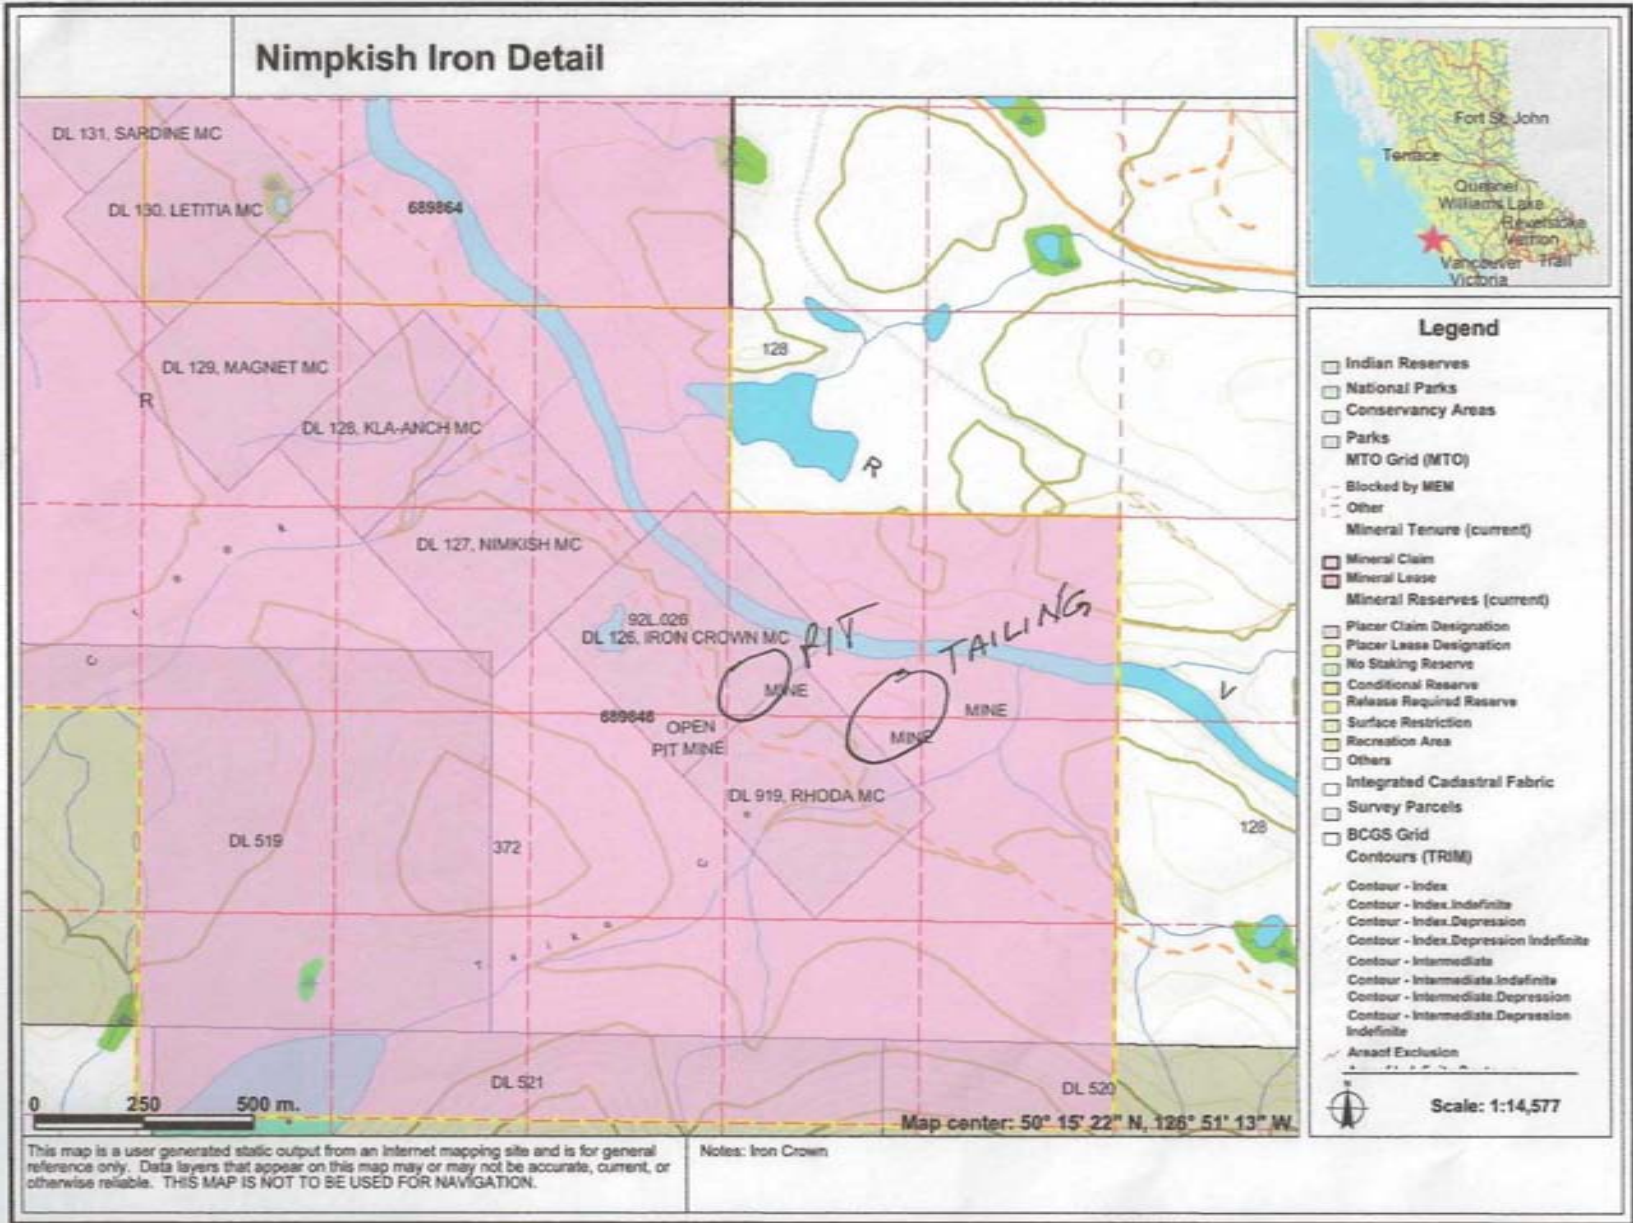 Nimpkish Iron Detail
DL 131, SARDINE MC
DL 130, LETITIA MC
689864
DL 129, MAGNET MC
R
DL 128, KLA-ANCH MC
128
R
DL 127, NIMKISH MC
92L.026
DL 126, IRON CROWN MC
PIT
TAILING
MINE
MINE
MINE
V
689848
OPEN
PIT MINE
DL 919, RHODA MC
DL 519
372
128
C
C
DL 521
DL 520
0 250 500 m.
Map center: 50° 15' 22" N, 126° 51' 13" W
Fort St. John
Terrace
Quesnel
Williams Lake
Revelstoke
Vernon
Vancouver Trail
Victoria
Legend
Indian Reserves
National Parks
Conservancy Areas
Parks
MTO Grid (MTO)
Blocked by MEM
Other
Mineral Tenure (current)
Mineral Claim
Mineral Lease
Mineral Reserves (current)
Placer Claim Designation
Placer Lease Designation
No Staking Reserve
Conditional Reserve
Release Required Reserve
Surface Restriction
Recreation Area
Others
Integrated Cadastral Fabric
Survey Parcels
BCGS Grid
Contours (TRIM)
Contour - Index
Contour - Index.Indefinite
Contour - Index.Depression
Contour - Index.Depression Indefinite
Contour - Intermediate
Contour - Intermediate.Indefinite
Contour - Intermediate.Depression
Contour - Intermediate.Depression
Indefinite
Areaof Exclusion
N
Scale: 1:14,577
This map is a user generated static output from an Internet mapping site and is for general
reference only. Data layers that appear on this map may or may not be accurate, current, or
otherwise reliable. THIS MAP IS NOT TO BE USED FOR NAVIGATION.
Notes: Iron Crown